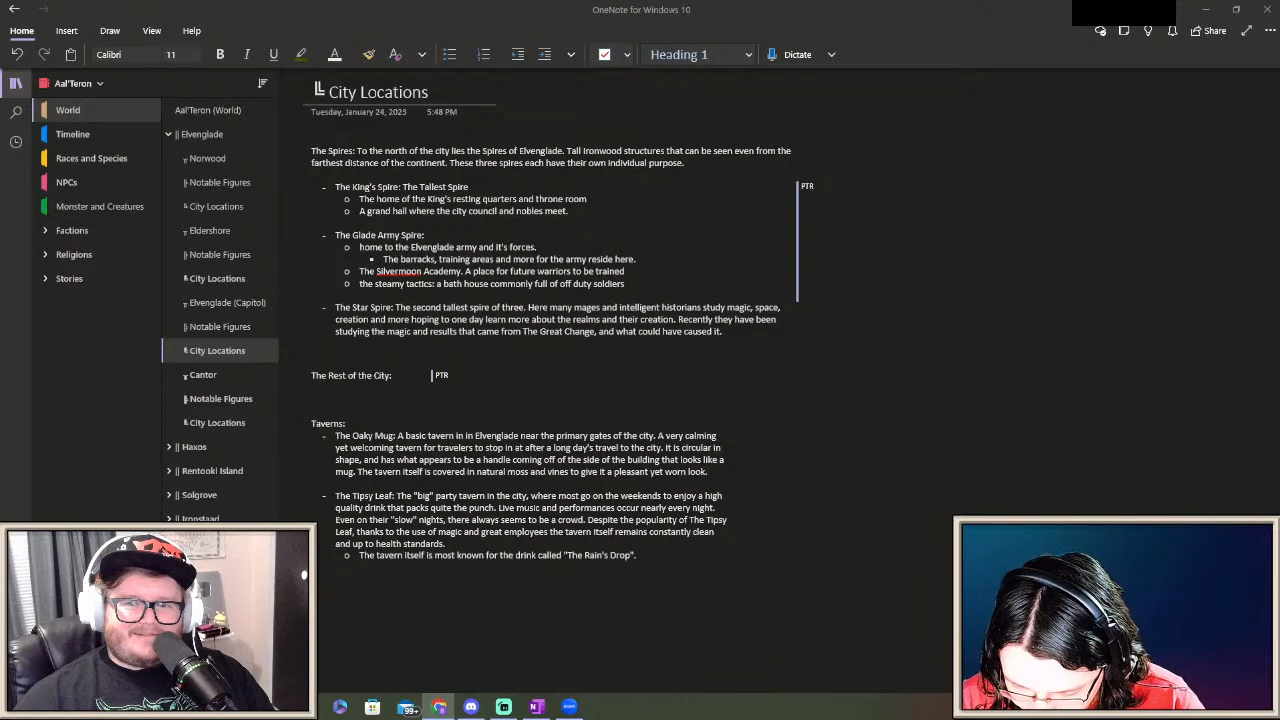 OneNote for Windows 10
Home
Insert
Draw
View
Help
Share
Calibri
11
B
I
U
A
Heading 1
Dictate
Aal'Teron
World
Timeline
Races and Species
NPCs
Monster and Creatures
Factions
Religions
Stories
Aal'Teron (World)
|| Elvenglade
Norwood
Notable Figures
City Locations
Eldershore
Notable Figures
City Locations
Elvenglade (Capitol)
Notable Figures
City Locations
Cantor
Notable Figures
City Locations
|| Haxos
|| Rentooki Island
|| Solgrove
|| Ironstaad
╚ City Locations
Tuesday, January 24, 2023 5:48 PM
The Spires: To the north of the city lies the Spires of Elvenglade. Tall Ironwood structures that can be seen even from the
farthest distance of the continent. These three spires each have their own individual purpose.
- The King's Spire: The Tallest Spire
o The home of the King's resting quarters and throne room
o A grand hall where the city council and nobles meet.
- The Glade Army Spire:
o home to the Elvenglade army and it's forces.
▪ The barracks, training areas and more for the army reside here.
o The Silvermoon Academy. A place for future warriors to be trained
o the steamy tactics: a bath house commonly full of off duty soldiers
- The Star Spire: The second tallest spire of three. Here many mages and intelligent historians study magic, space,
creation and more hoping to one day learn more about the realms and their creation. Recently they have been
studying the magic and results that came from The Great Change, and what could have caused it.
PTR
The Rest of the City:
PTR
Taverns:
- The Oaky Mug: A basic tavern in in Elvenglade near the primary gates of the city. A very calming
yet welcoming tavern for travelers to stop in at after a long day's travel to the city. It is circular in
shape, and has what appears to be a handle coming off of the side of the building that looks like a
mug. The tavern itself is covered in natural moss and vines to give it a pleasant yet worn look.
- The Tipsy Leaf: The "big" party tavern in the city, where most go on the weekends to enjoy a high
quality drink that packs quite the punch. Live music and performances occur nearly every night.
Even on their "slow" nights, there always seems to be a crowd. Despite the popularity of The Tipsy
Leaf, thanks to the use of magic and great employees the tavern itself remains constantly clean
and up to health standards.
o The tavern itself is most known for the drink called "The Rain's Drop".
99+